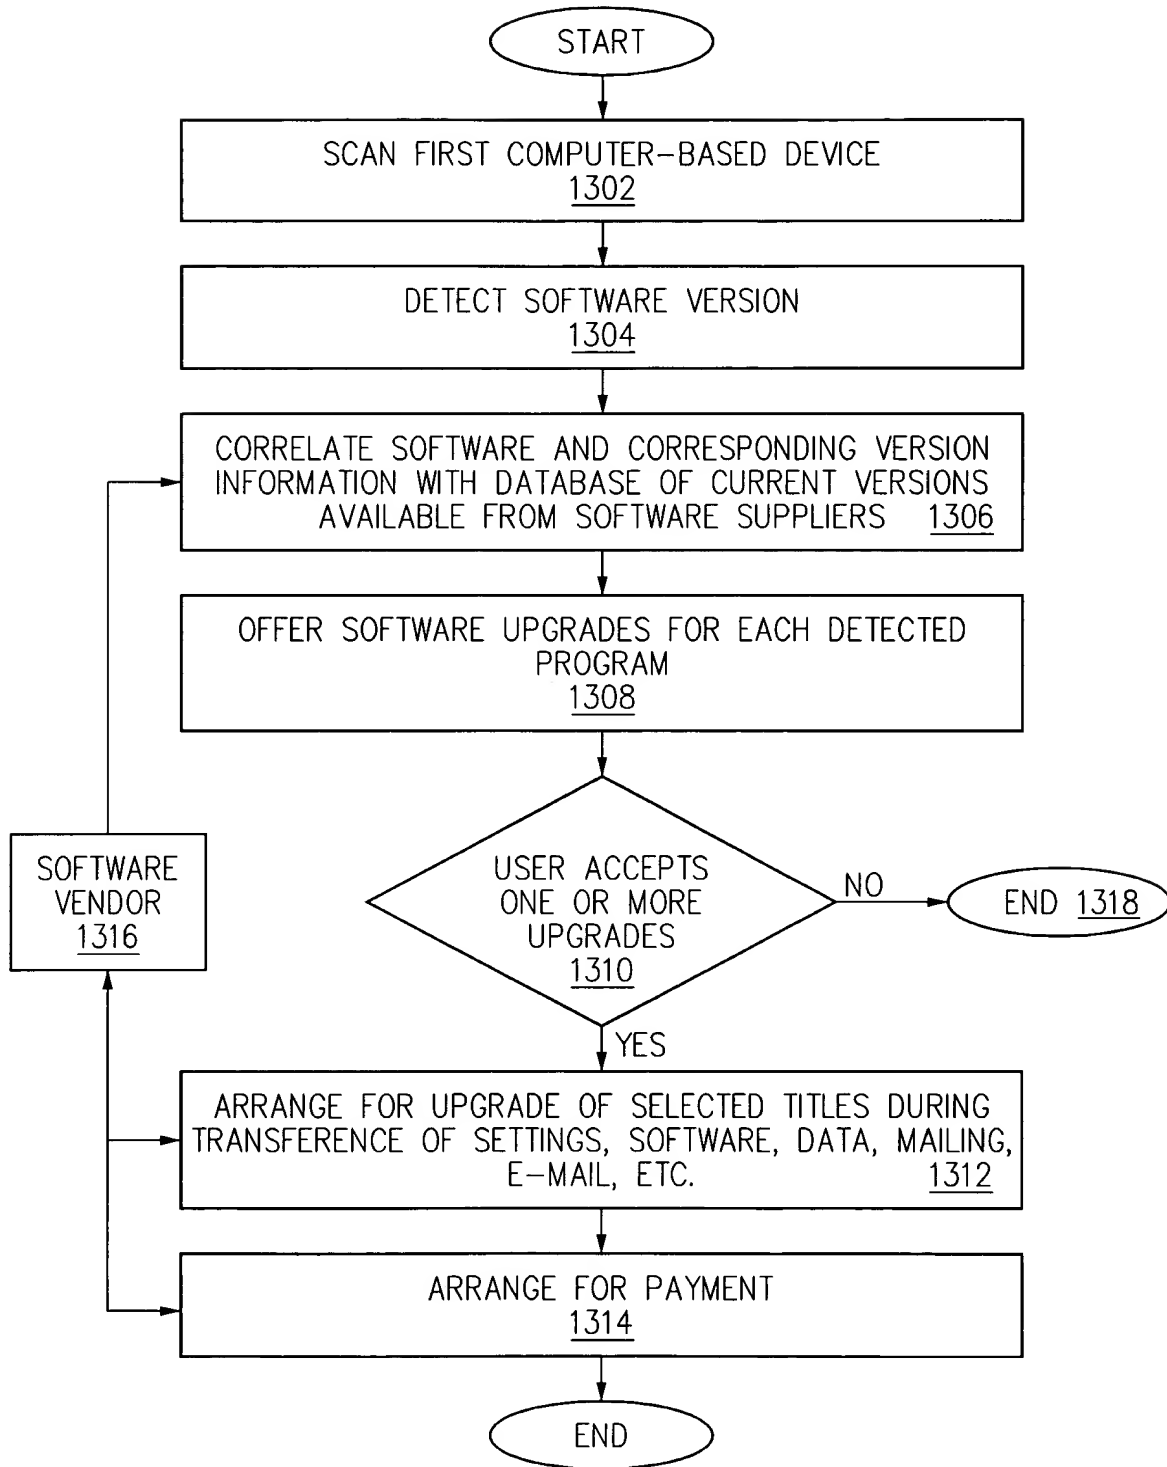 START
SCAN FIRST COMPUTER-BASED DEVICE
1302
DETECT SOFTWARE VERSION
1304
CORRELATE SOFTWARE AND CORRESPONDING VERSION
INFORMATION WITH DATABASE OF CURRENT VERSIONS
AVAILABLE FROM SOFTWARE SUPPLIERS 1306
OFFER SOFTWARE UPGRADES FOR EACH DETECTED
PROGRAM
1308
SOFTWARE
VENDOR
1316
USER ACCEPTS
ONE OR MORE
UPGRADES
1310
NO
END 1318
YES
ARRANGE FOR UPGRADE OF SELECTED TITLES DURING
TRANSFERENCE OF SETTINGS, SOFTWARE, DATA, MAILING,
E-MAIL, ETC. 1312
ARRANGE FOR PAYMENT
1314
END